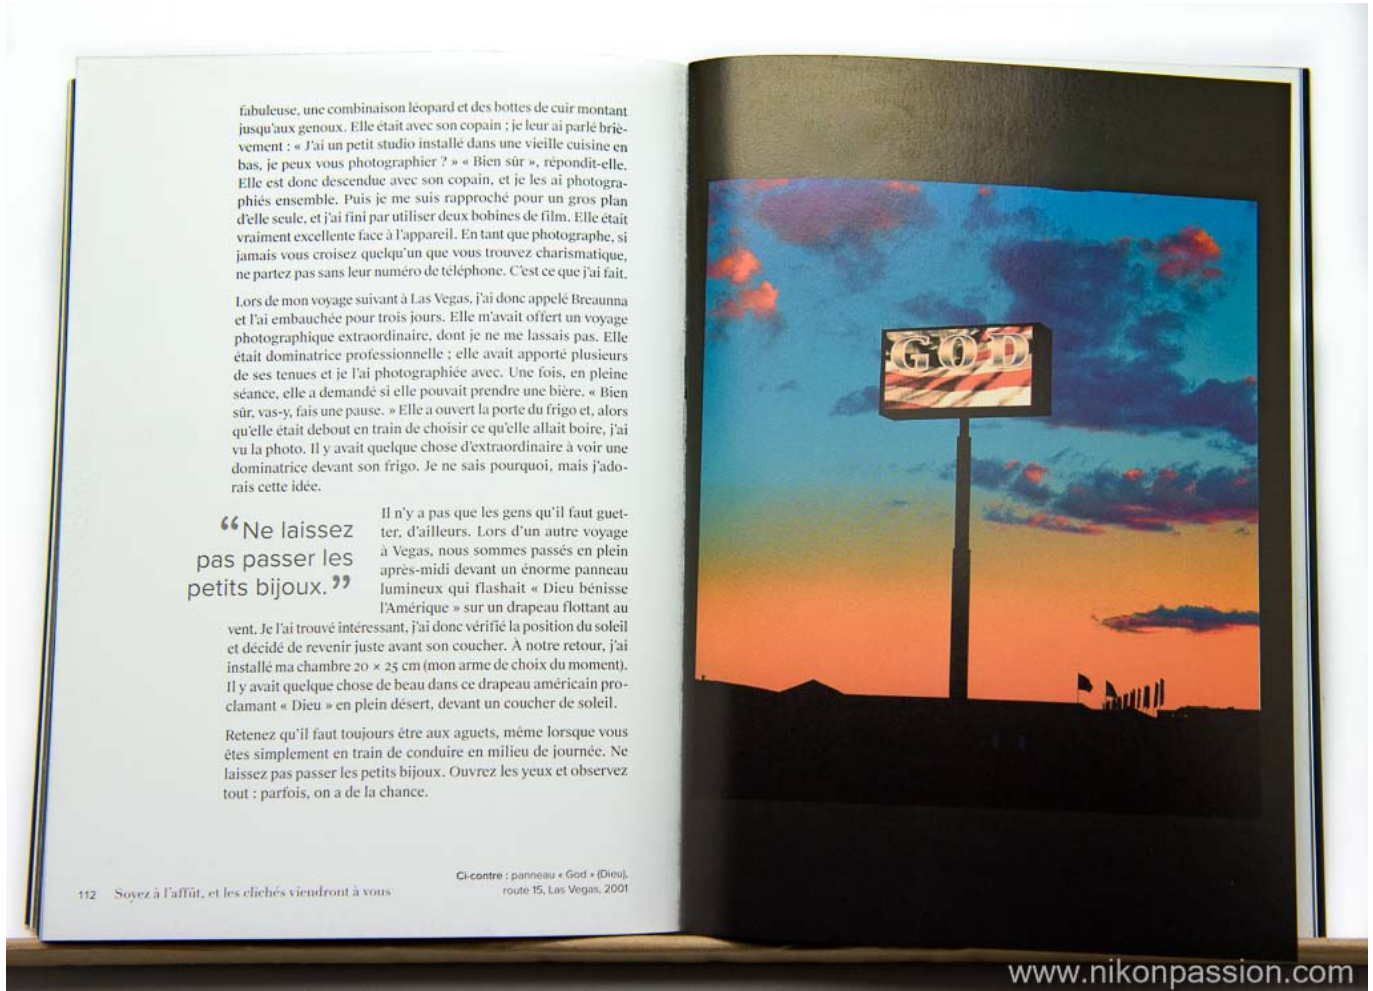 fabuleuse, une combinaison léopard et des bottes de cuir montant
jusqu'aux genoux. Elle était avec son copain ; je leur ai parlé briè-
vement : « J'ai un petit studio installé dans une vieille cuisine en
bas, je peux vous photographier ? » « Bien sûr », répondit-elle.
Elle est donc descendue avec son copain, et je les ai photogra-
phiés ensemble. Puis je me suis rapproché pour un gros plan
d'elle seule, et j'ai fini par utiliser deux bobines de film. Elle était
vraiment excellente face à l'appareil. En tant que photographe, si
jamais vous croisez quelqu'un que vous trouvez charismatique,
ne partez pas sans leur numéro de téléphone. C'est ce que j'ai fait.
Lors de mon voyage suivant à Las Vegas, j'ai donc appelé Breaunna
et l'ai embauchée pour trois jours. Elle m'avait offert un voyage
photographique extraordinaire, dont je ne me lassais pas. Elle
était dominatrice professionnelle ; elle avait apporté plusieurs
de ses tenues et je l'ai photographiée avec. Une fois, en pleine
séance, elle a demandé si elle pouvait prendre une bière. « Bien
sûr, vas-y, fais une pause. » Elle a ouvert la porte du frigo et, alors
qu'elle était debout en train de choisir ce qu'elle allait boire, j'ai
vu la photo. Il y avait quelque chose d'extraordinaire à voir une
dominatrice devant son frigo. Je ne sais pourquoi, mais j'ado-
rais cette idée.
“Ne laissez
pas passer les
petits bijoux.”
Il n'y a pas que les gens qu'il faut guet-
ter, d'ailleurs. Lors d'un autre voyage
à Vegas, nous sommes passés en plein
après-midi devant un énorme panneau
lumineux qui flashait « Dieu bénisse
l'Amérique » sur un drapeau flottant au
vent. Je l'ai trouvé intéressant, j'ai donc vérifié la position du soleil
et décidé de revenir juste avant son coucher. À notre retour, j'ai
installé ma chambre 20 × 25 cm (mon arme de choix du moment).
Il y avait quelque chose de beau dans ce drapeau américain pro-
clamant « Dieu » en plein désert, devant un coucher de soleil.
Retenez qu'il faut toujours être aux aguets, même lorsque vous
êtes simplement en train de conduire en milieu de journée. Ne
laissez pas passer les petits bijoux. Ouvrez les yeux et observez
tout : parfois, on a de la chance.
Ci-contre : panneau « God » (Dieu),
route 15, Las Vegas, 2001
112 Soyez à l'affût, et les clichés viendront à vous
GOD
www.nikonpassion.com